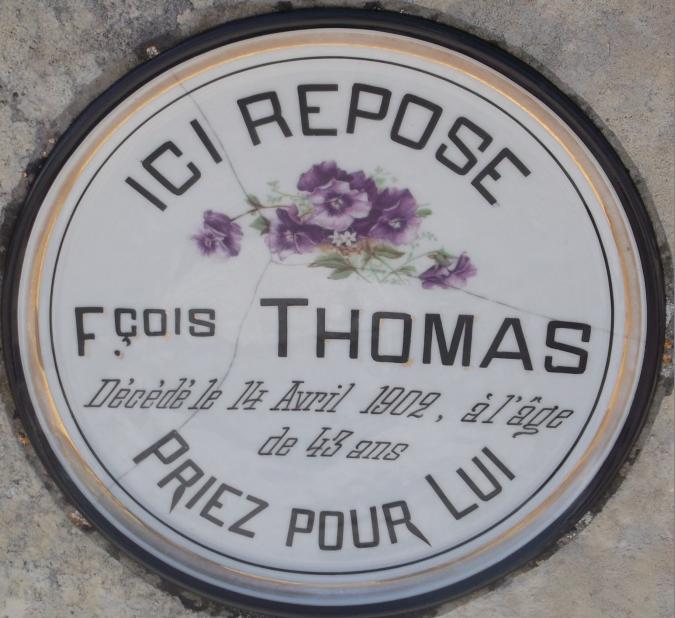 ICI REPOSE
Fçois THOMAS
Décédé le 14 Avril 1902, à l'âge
de 43 ans
PRIEZ POUR LUI